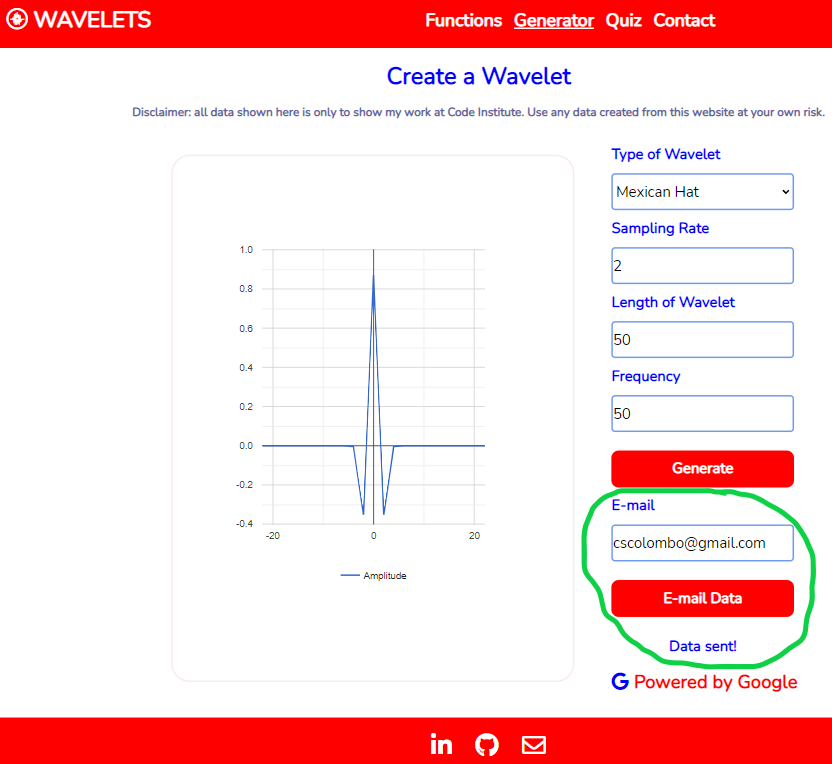 WAVELETS
Functions Generator Quiz Contact
Create a Wavelet
Disclaimer: all data shown here is only to show my work at Code Institute. Use any data created from this website at your own risk.
Type of Wavelet
Mexican Hat
Sampling Rate
2
Length of Wavelet
50
Frequency
50
Generate
E-mail
cscolombo@gmail.com
E-mail Data
Data sent!
G Powered by Google
1.0
0.8
0.6
0.4
0.2
0.0
-0.2
-0.4
-20 0 20
Amplitude
in